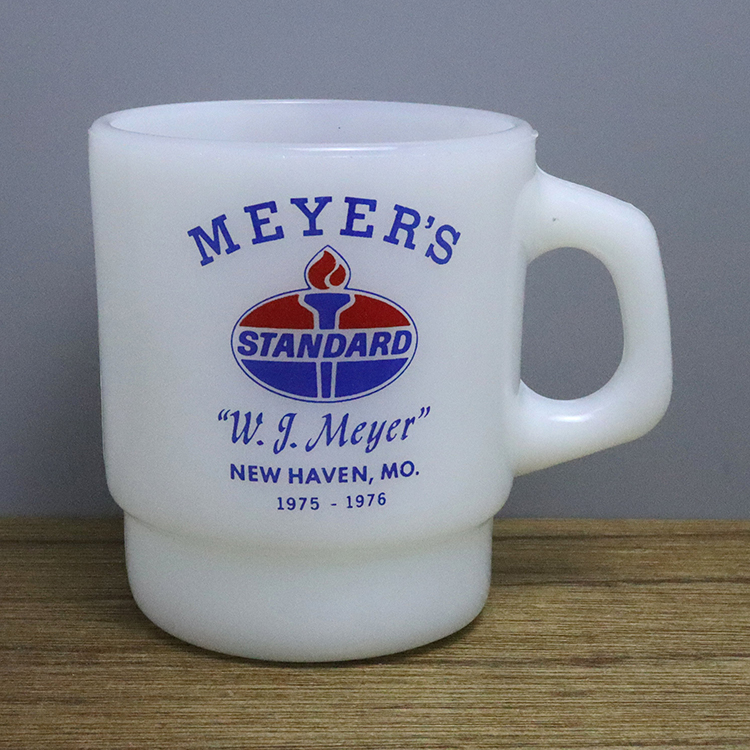 MEYER'S
STANDARD
"W. J. Meyer"
NEW HAVEN, MO.
1975 - 1976